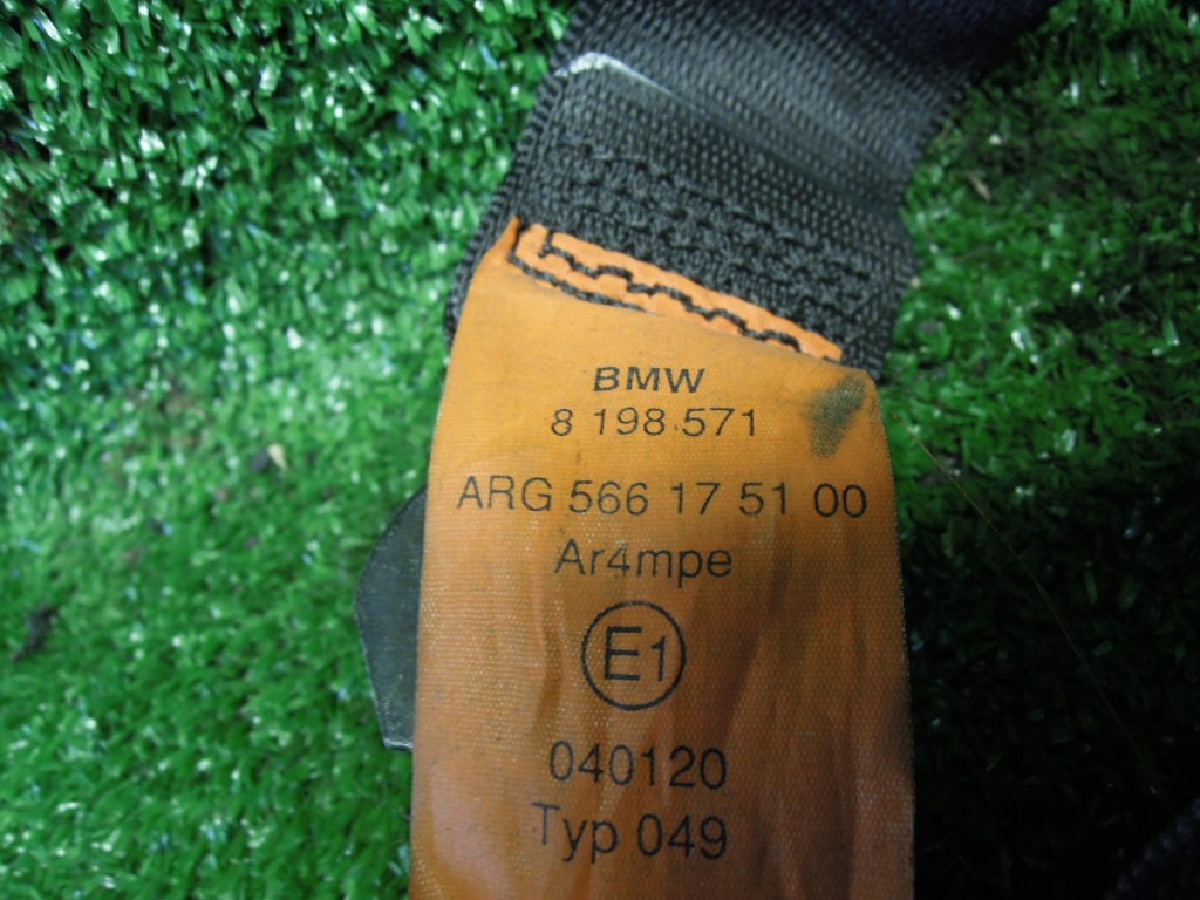 BMW
8 198 571
ARG 566 17 51 00
Ar4mpe
E1
040120
Typ 049